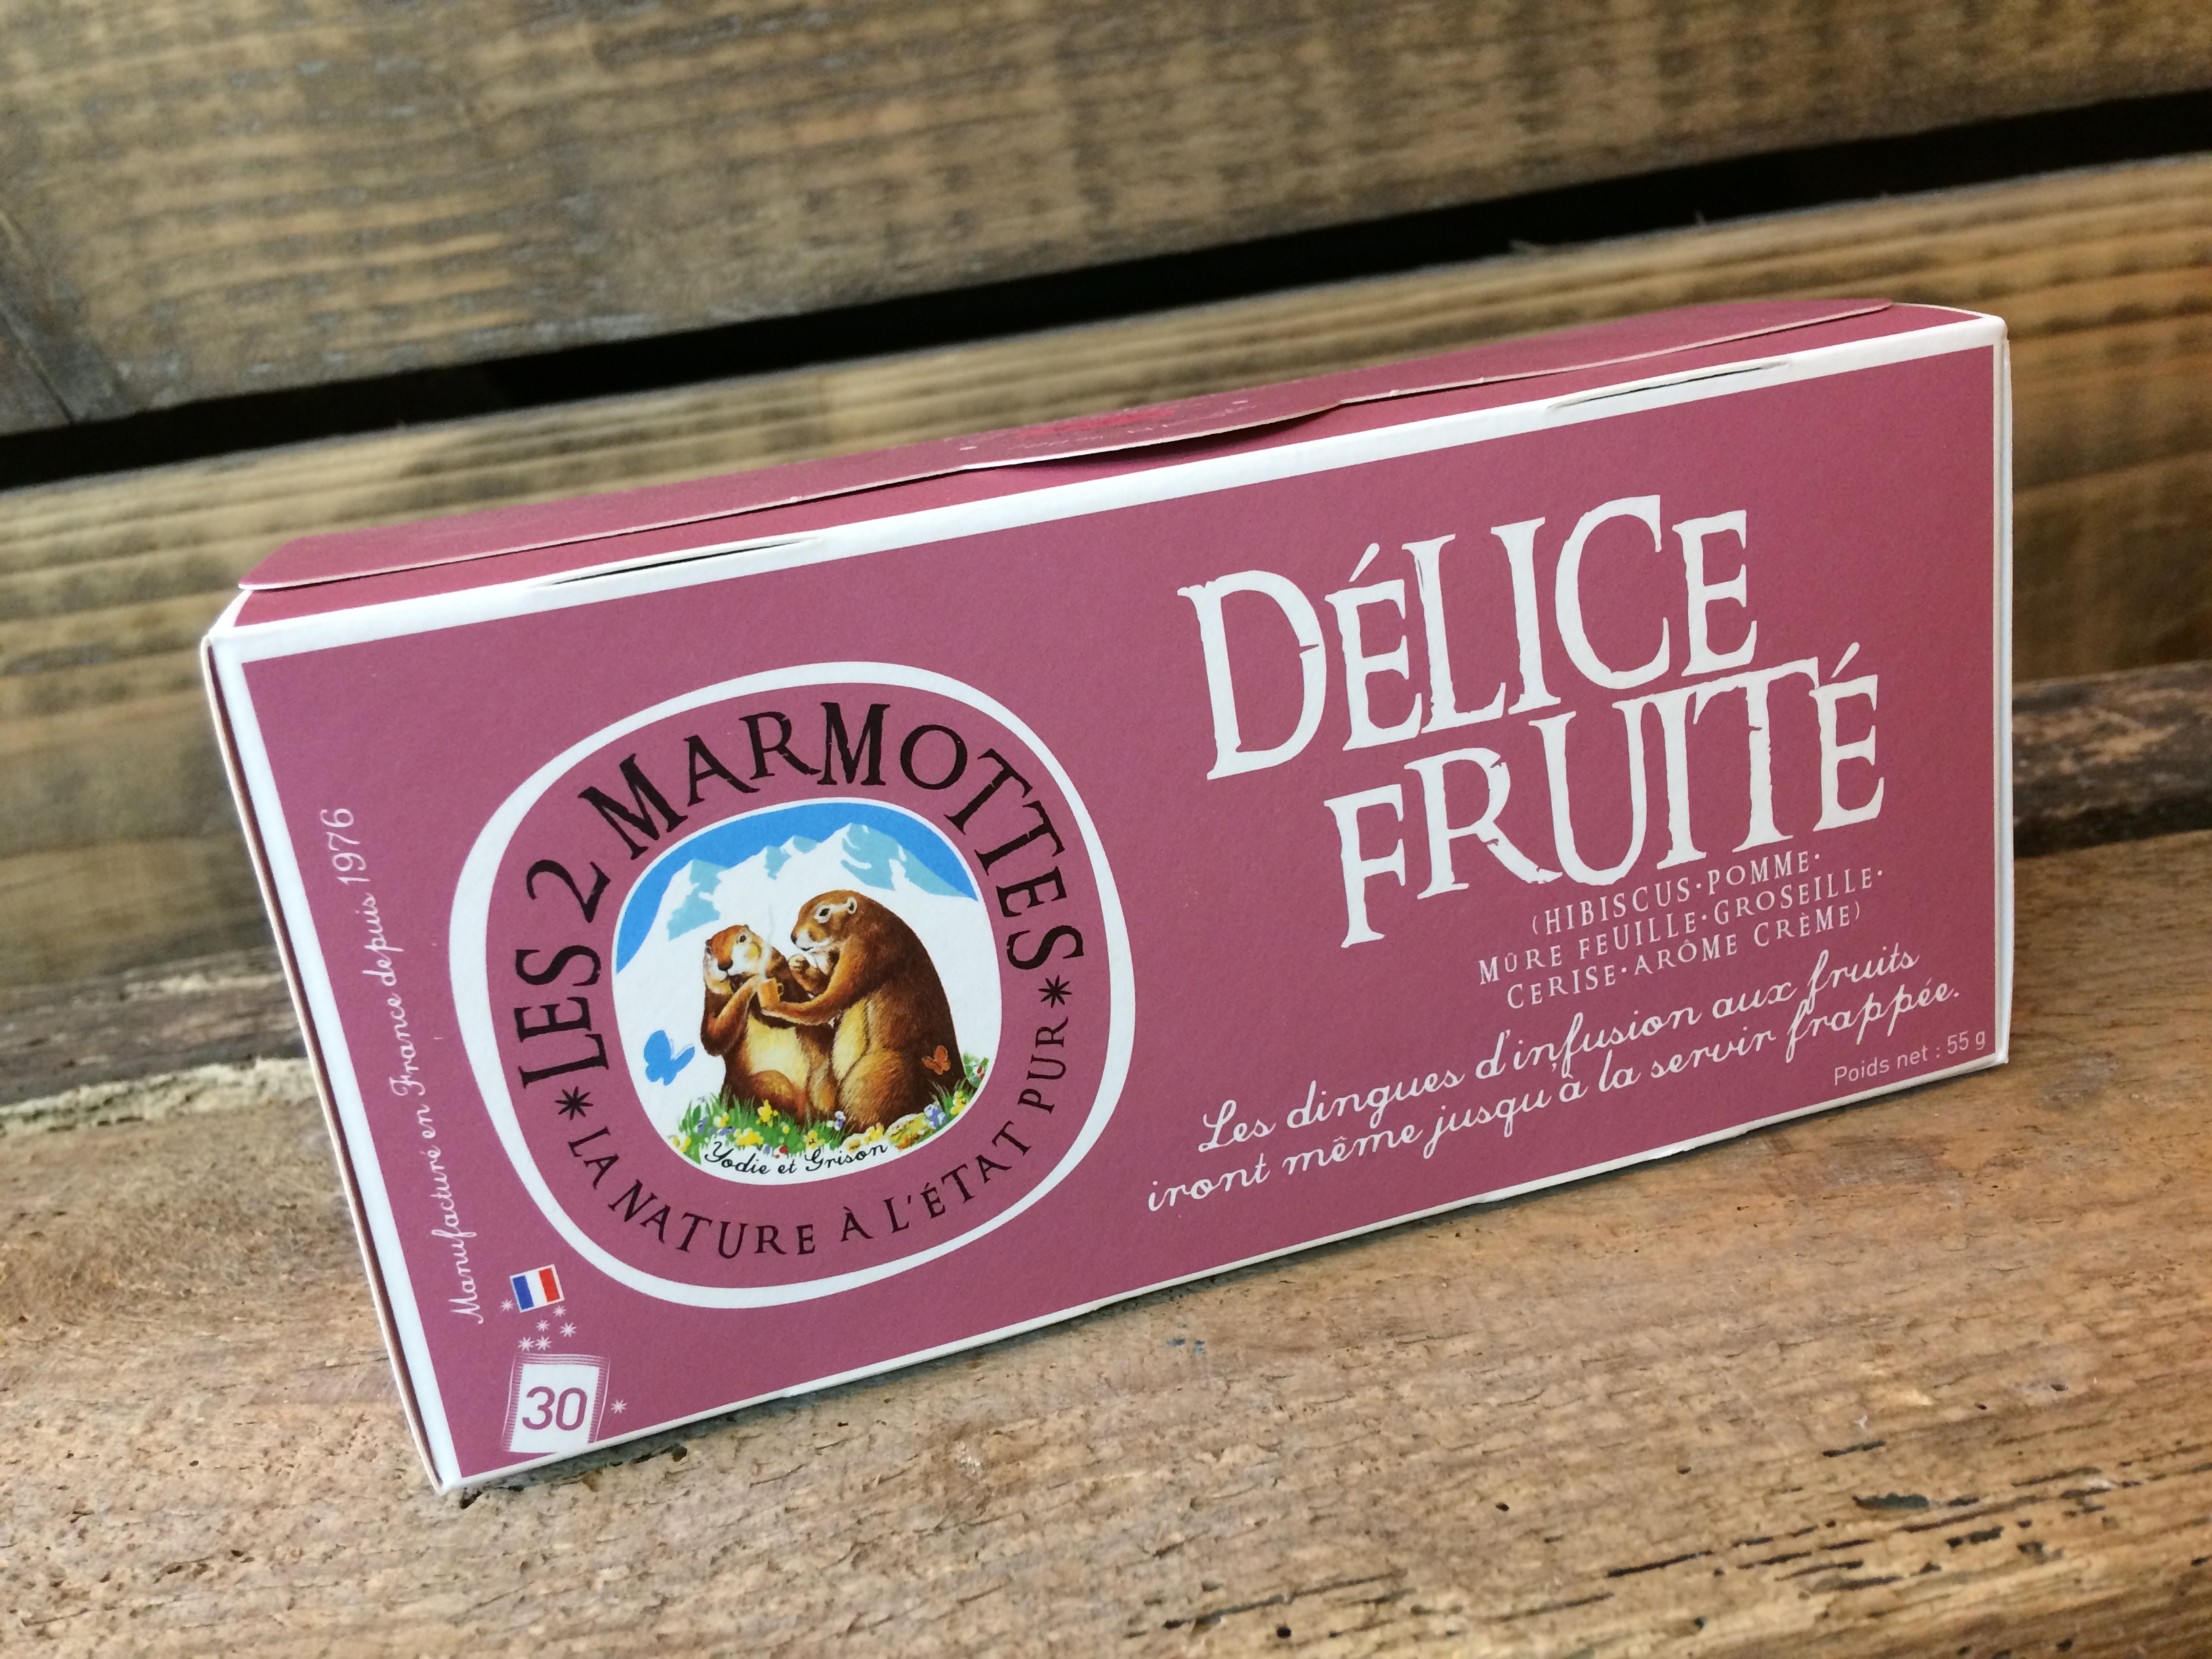 Manufacturé en France depuis 1976
LES 2 MARMOTTES
Yodie et Grison
LA NATURE À L'ÉTAT PUR
30
DÉLICE
FRUITÉ
(HIBISCUS·POMME·
MÛRE FEUILLE·GROSEILLE·
CERISE·ARÔME CRÈME)
Les dingues d'infusion aux fruits
iront même jusqu'à la servir frappée.
Poids net : 55 g